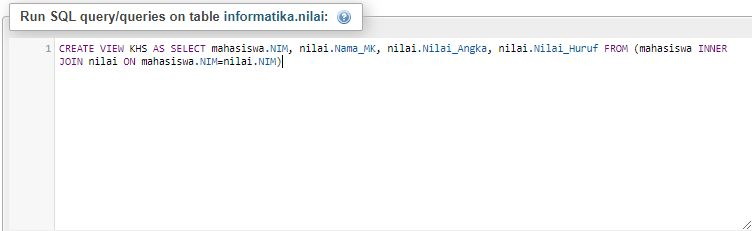 Run SQL query/queries on table informatika.nilai:
1 CREATE VIEW KHS AS SELECT mahasiswa.NIM, nilai.Nama_MK, nilai.Nilai_Angka, nilai.Nilai_Huruf FROM (mahasiswa INNER
JOIN nilai ON mahasiswa.NIM=nilai.NIM)